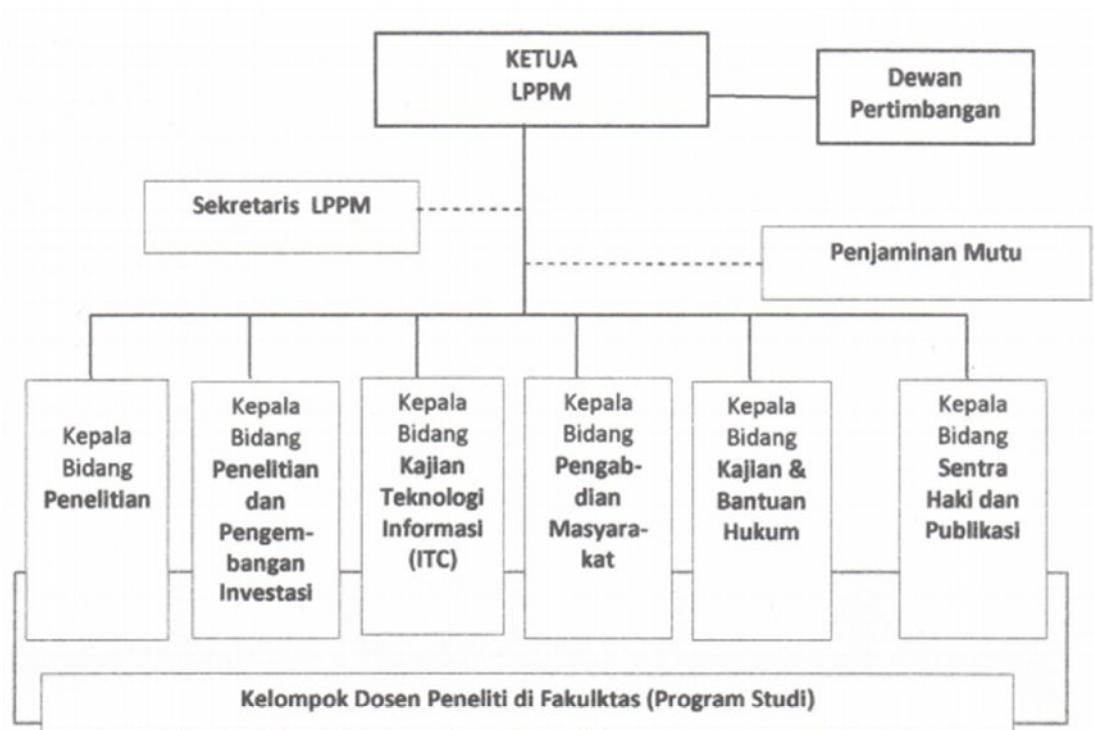 KETUA
LPPM
Dewan
Pertimbangan
Sekretaris LPPM
Penjaminan Mutu
Kepala
Bidang
Penelitian
Kepala
Bidang
Penelitian
dan
Pengem-
bangan
Investasi
Kepala
Bidang
Kajian
Teknologi
Informasi
(ITC)
Kepala
Bidang
Pengab-
dian
Masyara-
kat
Kepala
Bidang
Kajian &
Bantuan
Hukum
Kepala
Bidang
Sentra
Haki dan
Publikasi
Kelompok Dosen Peneliti di Fakulktas (Program Studi)